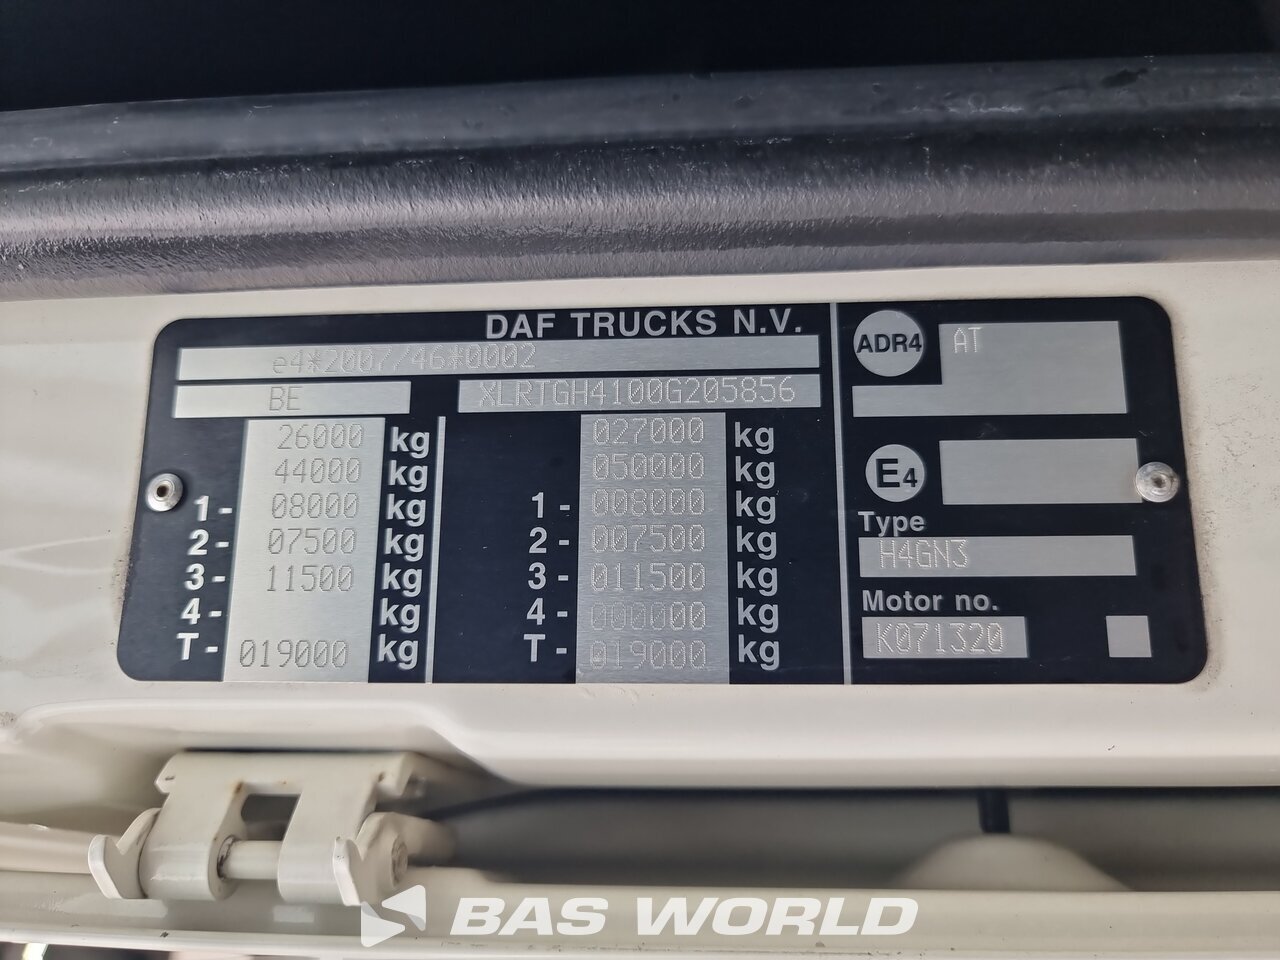 DAF TRUCKS N.V.
e4*2007/46*0002
BE XLRTGH4100G205856
26000 kg 027000 kg
44000 kg 050000 kg
1- 08000 kg 1- 008000 kg
2- 07500 kg 2- 007500 kg
3- 11500 kg 3- 011500 kg
4- kg 4- 000000 kg
T- 019000 kg T- 019000 kg
ADR4 AT
E4
Type
H4GN3
Motor no.
K071320
BAS WORLD